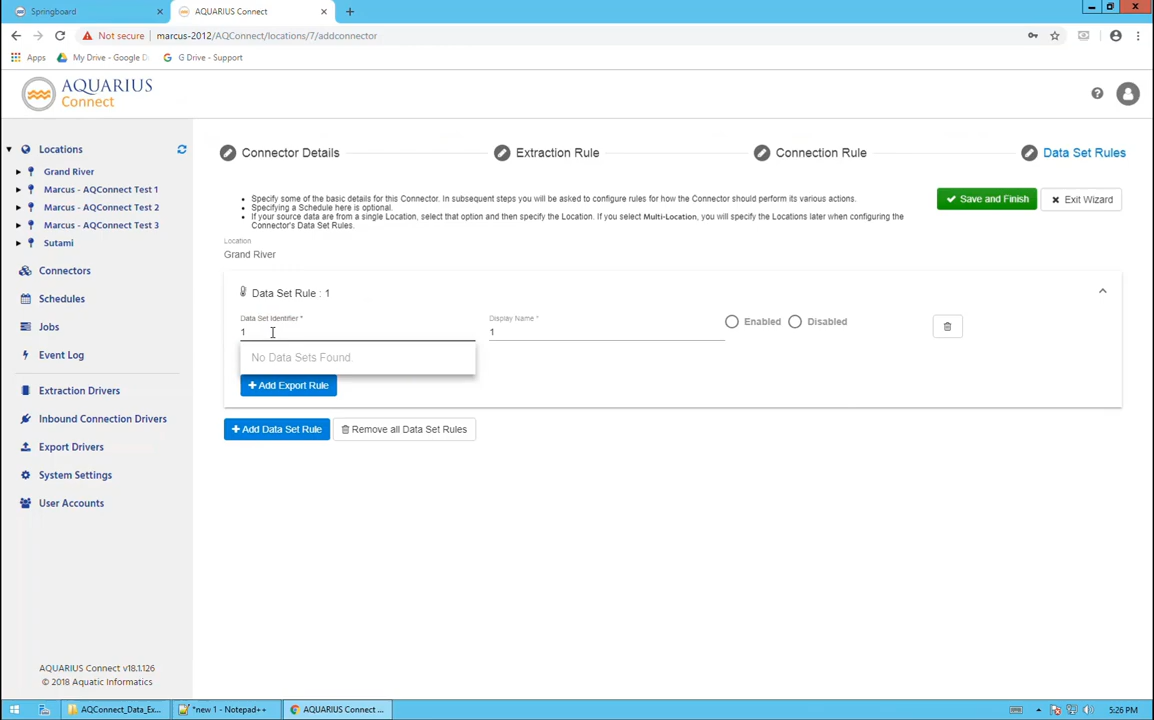 Springboard
AQUARIUS Connect
Not secure
marcus-2012/AQConnect/locations/7/addconnector
Apps
My Drive - Google D
G Drive - Support
AQUARIUS
Connect
Locations
Grand River
Marcus - AQConnect Test 1
Marcus - AQConnect Test 2
Marcus - AQConnect Test 3
Sutami
Connectors
Schedules
Jobs
Event Log
Extraction Drivers
Inbound Connection Drivers
Export Drivers
System Settings
User Accounts
AQUARIUS Connect v18.1.126
© 2018 Aquatic Informatics
Connector Details
Extraction Rule
Connection Rule
Data Set Rules
• Specify some of the basic details for this Connector. In subsequent steps you will be asked to configure rules for how the Connector should perform its various actions.
• Specifying a Schedule here is optional.
• If your source data are from a single Location, select that option and then specify the Location. If you select Multi-Location, you will specify the Locations later when configuring the
Connector's Data Set Rules.
Save and Finish
Exit Wizard
Location
Grand River
Data Set Rule : 1
Data Set Identifier *
1
Display Name *
1
Enabled
Disabled
No Data Sets Found.
+ Add Export Rule
+ Add Data Set Rule
Remove all Data Set Rules
AQConnect_Data_Ex...
*new 1 - Notepad++
AQUARIUS Connect ...
5:26 PM